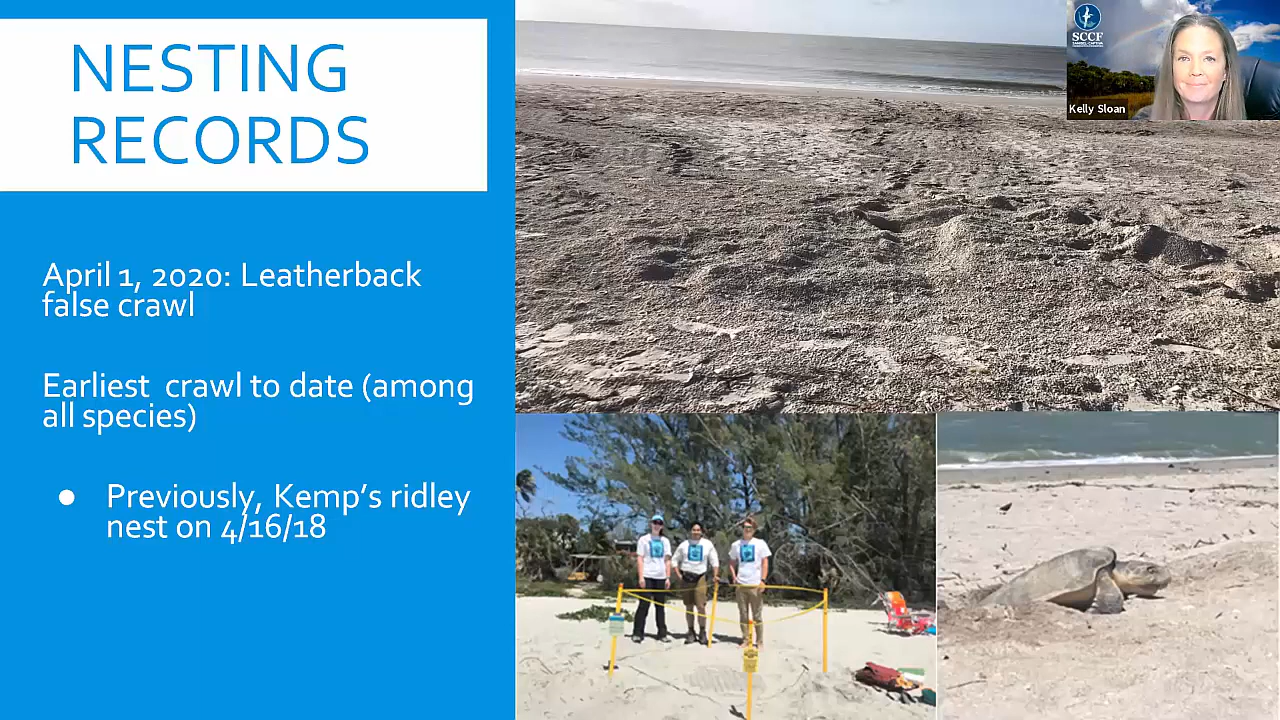 NESTING
RECORDS
April 1, 2020: Leatherback
false crawl
Earliest  crawl to date (among
all species)
● Previously, Kemp's ridley
nest on 4/16/18
SCCF
Kelly Sloan